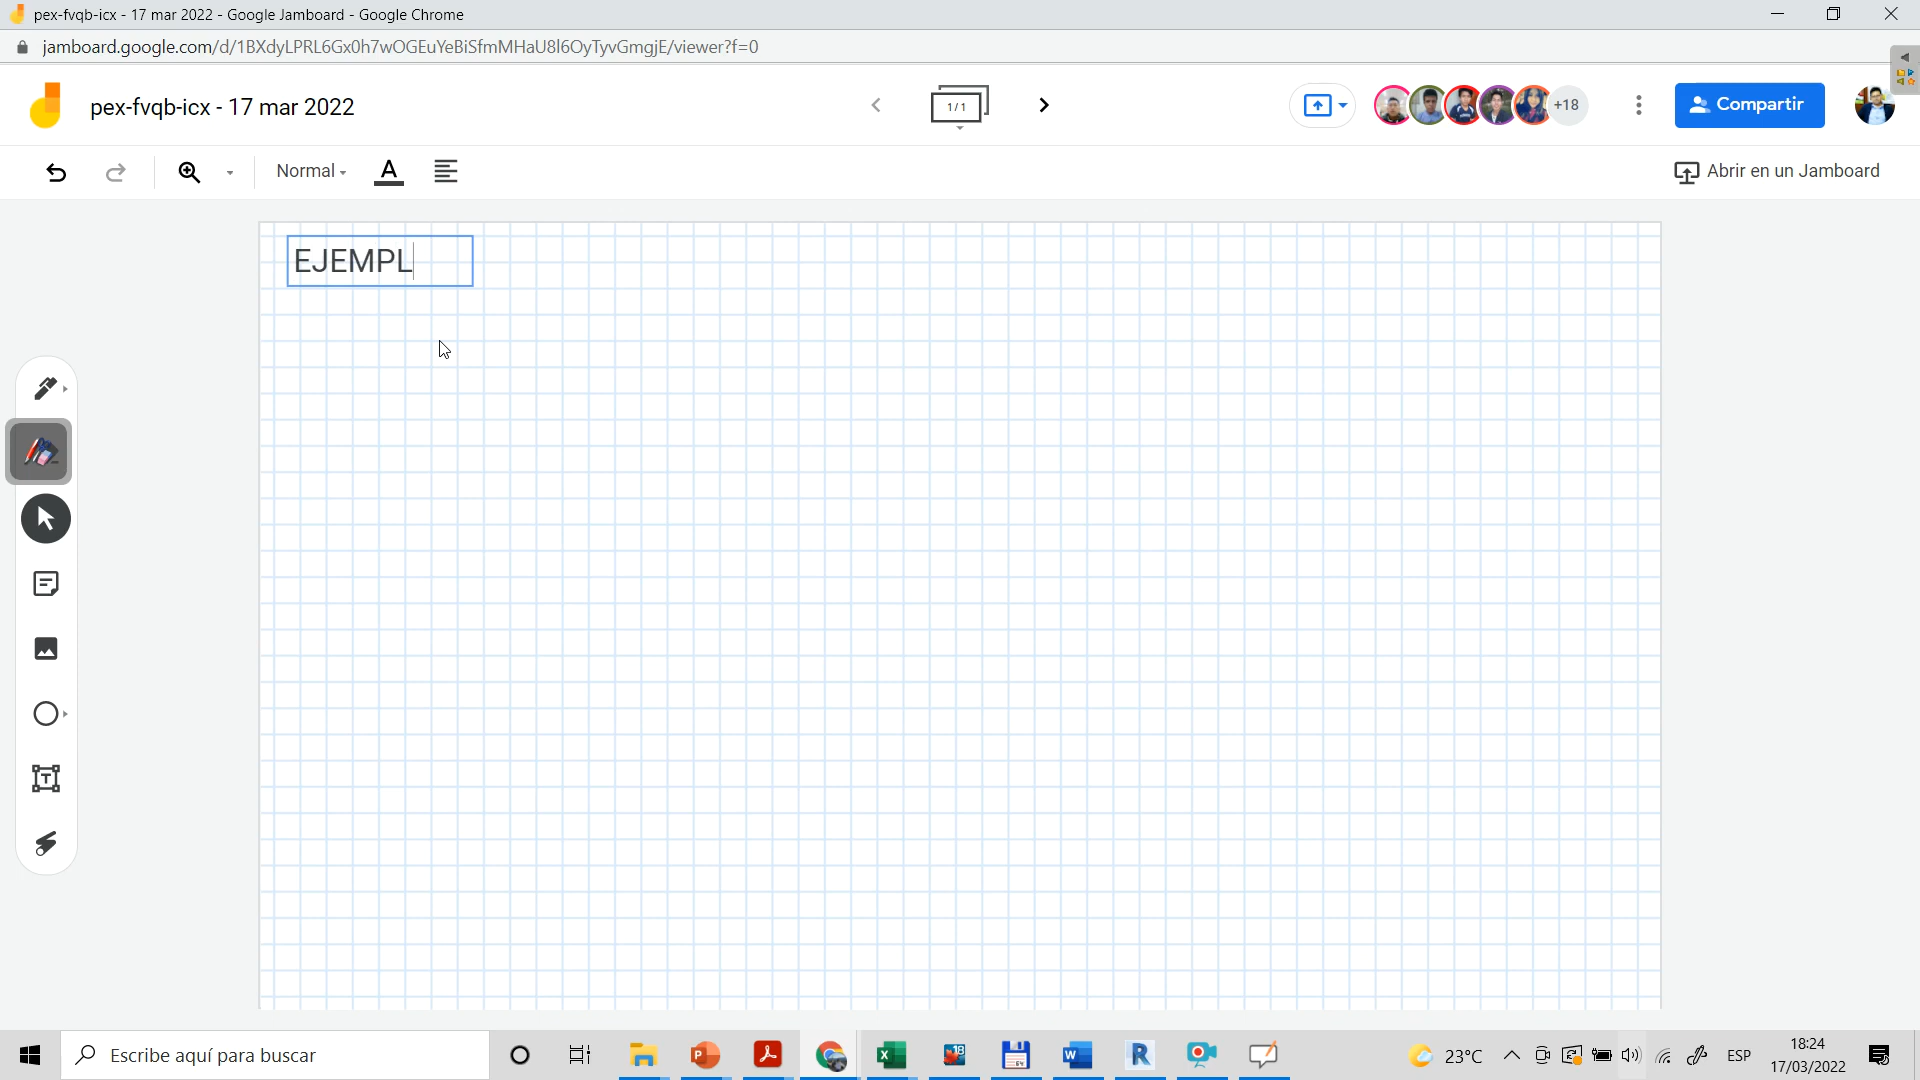 pex-fvqb-icx - 17 mar 2022 - Google Jamboard - Google Chrome
jamboard.google.com/d/1BXdyLPRL6Gx0h7wOGEuYeBiSfmMHaU8l6OyTyvGmgjE/viewer?f=0
pex-fvqb-icx - 17 mar 2022
1/1
+18
Compartir
Normal
A
Abrir en un Jamboard
EJEMPL
T
Escribe aquí para buscar
P
X
18
64
W
R
23°C
ESP
18:24
17/03/2022